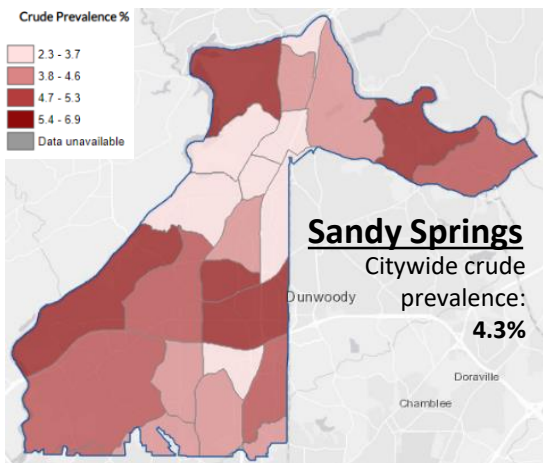 Crude Prevalence %
2.3 - 3.7
3.8 - 4.6
4.7 - 5.3
5.4 - 6.9
Data unavailable
Sandy Springs
Citywide crude
prevalence:
4.3%
Dunwoody
Doraville
Chamblee